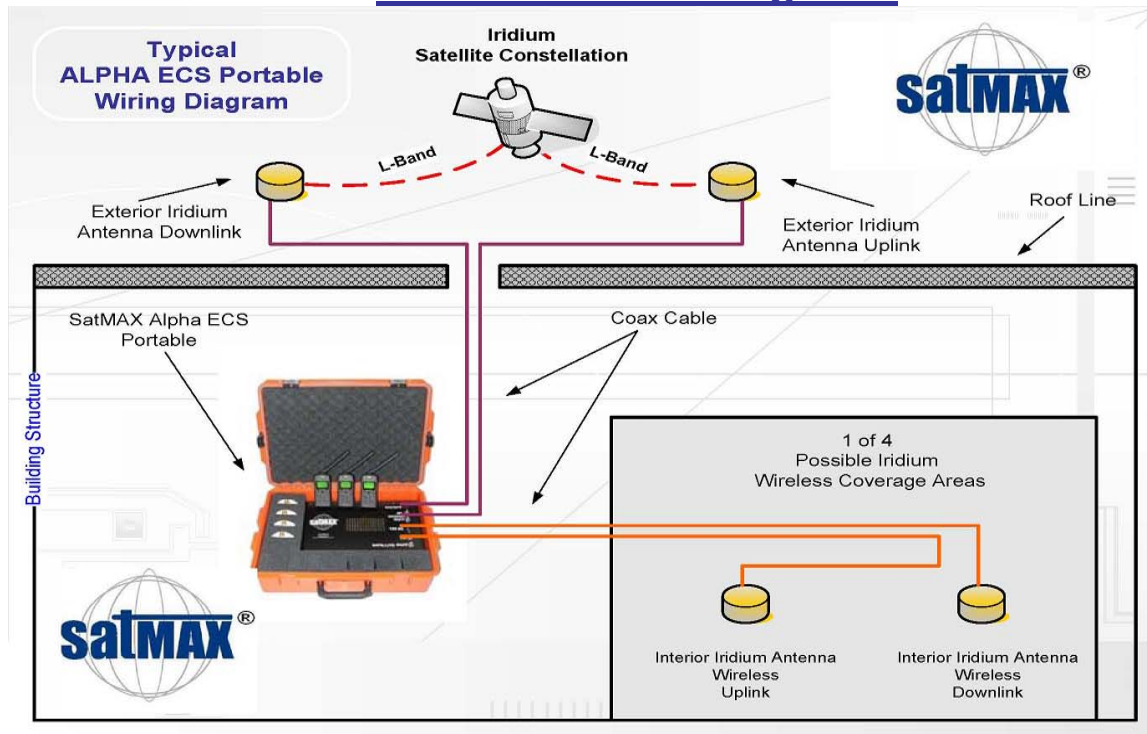 Typical
ALPHA ECS Portable
Wiring Diagram
Iridium
Satellite Constellation
satMAX®
L-Band
L-Band
Exterior Iridium
Antenna Downlink
Exterior Iridium
Antenna Uplink
Roof Line
SatMAX Alpha ECS
Portable
Coax Cable
Building Structure
1 of 4
Possible Iridium
Wireless Coverage Areas
satMAX
satMAX®
Interior Iridium Antenna
Wireless
Uplink
Interior Iridium Antenna
Wireless
Downlink